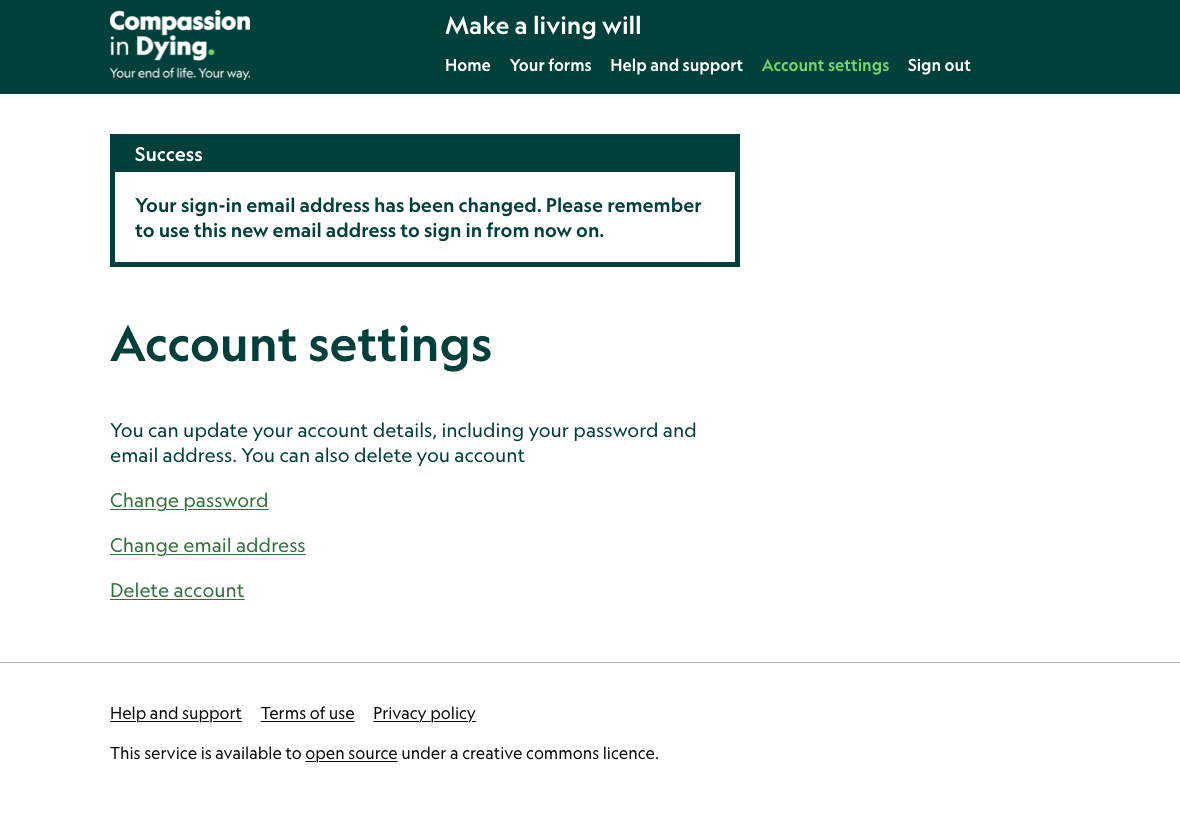 Compassion
in Dying.
Your end of life. Your way.
Make a living will
Home Your forms Help and support Account settings Sign out
Success
Your sign-in email address has been changed. Please remember
to use this new email address to sign in from now on.
Account settings
You can update your account details, including your password and
email address. You can also delete you account
Change password
Change email address
Delete account
Help and support Terms of use Privacy policy
This service is available to open source under a creative commons licence.